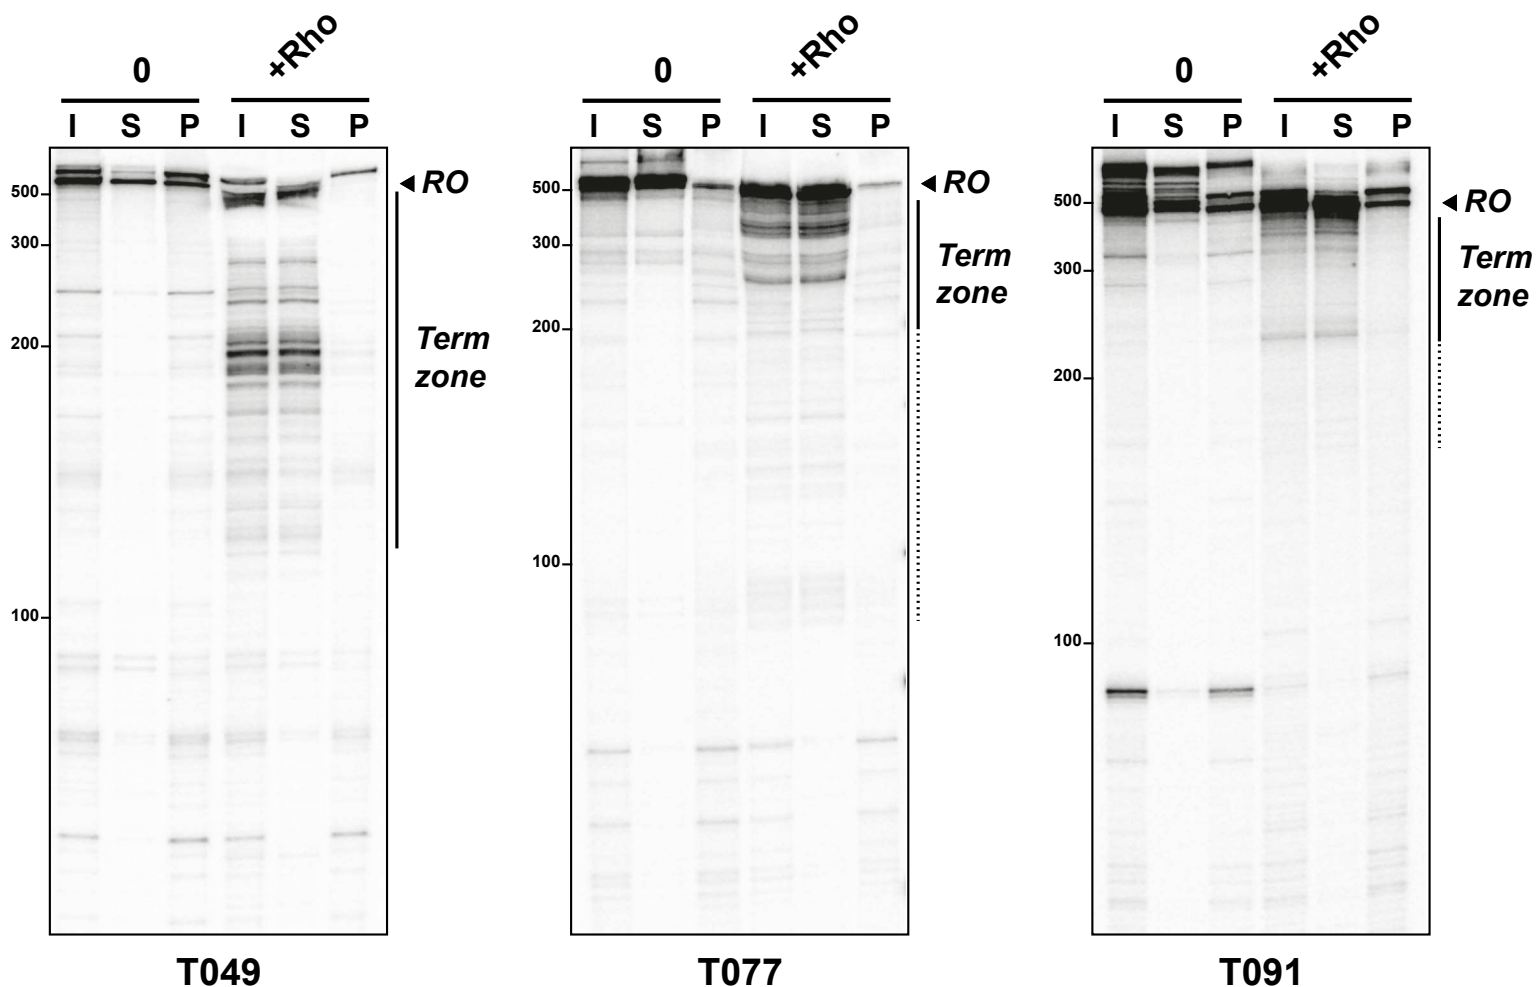 0 +Rho
I S P I S P
500
300
200
100
RO
Term
zone
T049
0 +Rho
I S P I S P
500
300
200
100
RO
Term
zone
T077
0 +Rho
I S P I S P
500
300
200
100
RO
Term
zone
T091